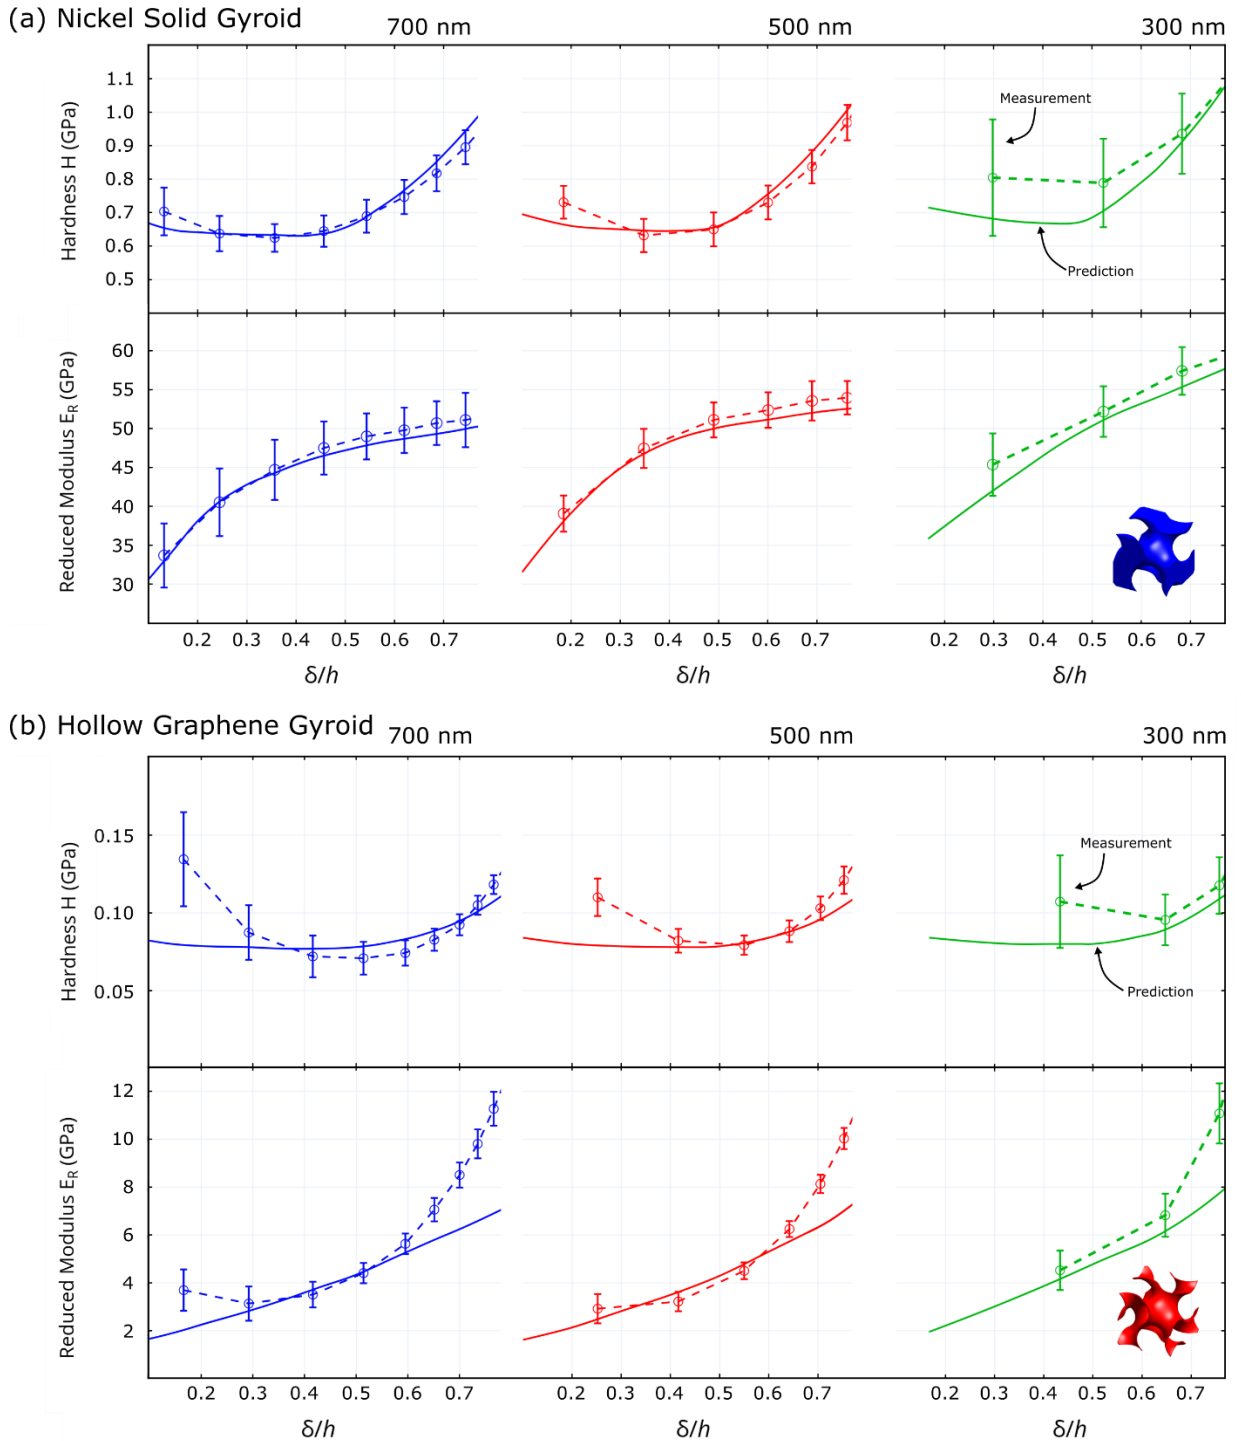 (a) Nickel Solid Gyroid
700 nm 500 nm 300 nm
Hardness H (GPa)
1.1
1.0
0.9
0.8
0.7
0.6
0.5
Measurement
Prediction
Reduced Modulus ER (GPa)
60
55
50
45
40
35
30
0.2 0.3 0.4 0.5 0.6 0.7 0.2 0.3 0.4 0.5 0.6 0.7 0.2 0.3 0.4 0.5 0.6 0.7
δ/h δ/h δ/h
(b) Hollow Graphene Gyroid
700 nm 500 nm 300 nm
Hardness H (GPa)
0.15
0.10
0.05
Measurement
Prediction
Reduced Modulus ER (GPa)
12
10
8
6
4
2
0.2 0.3 0.4 0.5 0.6 0.7 0.2 0.3 0.4 0.5 0.6 0.7 0.2 0.3 0.4 0.5 0.6 0.7
δ/h δ/h δ/h